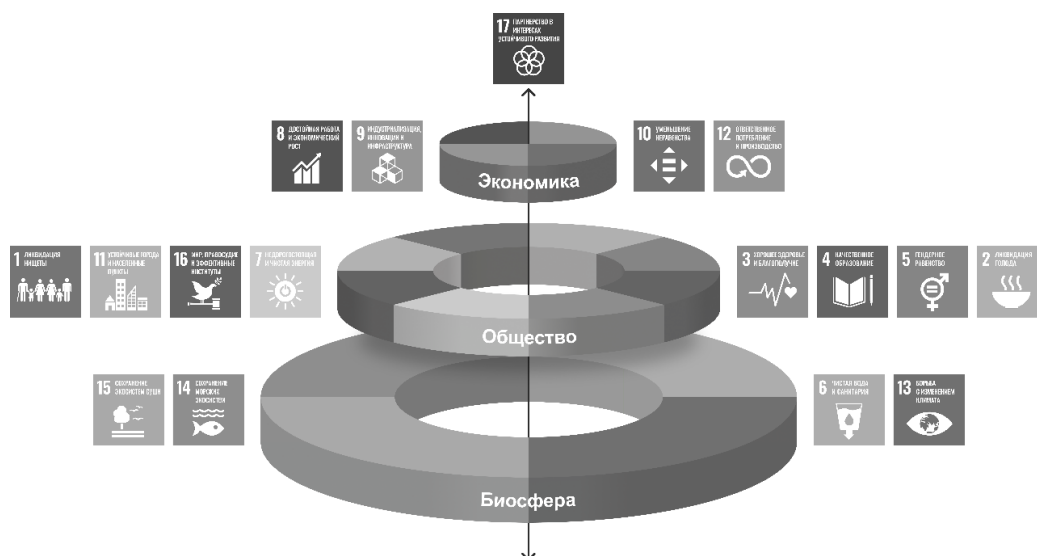 17 ПАРТНЕРСТВО В
ИНТЕРЕСАХ
УСТОЙЧИВОГО РАЗВИТИЯ
8 ДОСТОЙНАЯ РАБОТА
И ЭКОНОМИЧЕСКИЙ
РОСТ
9 ИНДУСТРИАЛИЗАЦИЯ,
ИННОВАЦИИ И
ИНФРАСТРУКТУРА
10 УМЕНЬШЕНИЕ
НЕРАВЕНСТВА
12 ОТВЕТСТВЕННОЕ
ПОТРЕБЛЕНИЕ
И ПРОИЗВОДСТВО
Экономика
1 ЛИКВИДАЦИЯ
НИЩЕТЫ
11 УСТОЙЧИВЫЕ ГОРОДА
И НАСЕЛЕННЫЕ
ПУНКТЫ
16 МИР, ПРАВОСУДИЕ
И ЭФФЕКТИВНЫЕ
ИНСТИТУТЫ
7 НЕДОРОГОСТОЯЩАЯ
И ЧИСТАЯ ЭНЕРГИЯ
3 ХОРОШЕЕ ЗДОРОВЬЕ
И БЛАГОПОЛУЧИЕ
4 КАЧЕСТВЕННОЕ
ОБРАЗОВАНИЕ
5 ГЕНДЕРНОЕ
РАВЕНСТВО
2 ЛИКВИДАЦИЯ
ГОЛОДА
Общество
15 СОХРАНЕНИЕ
ЭКОСИСТЕМ СУШИ
14 СОХРАНЕНИЕ
МОРСКИХ
ЭКОСИСТЕМ
6 ЧИСТАЯ ВОДА
И САНИТАРИЯ
13 БОРЬБА
С ИЗМЕНЕНИЕМ
КЛИМАТА
Биосфера